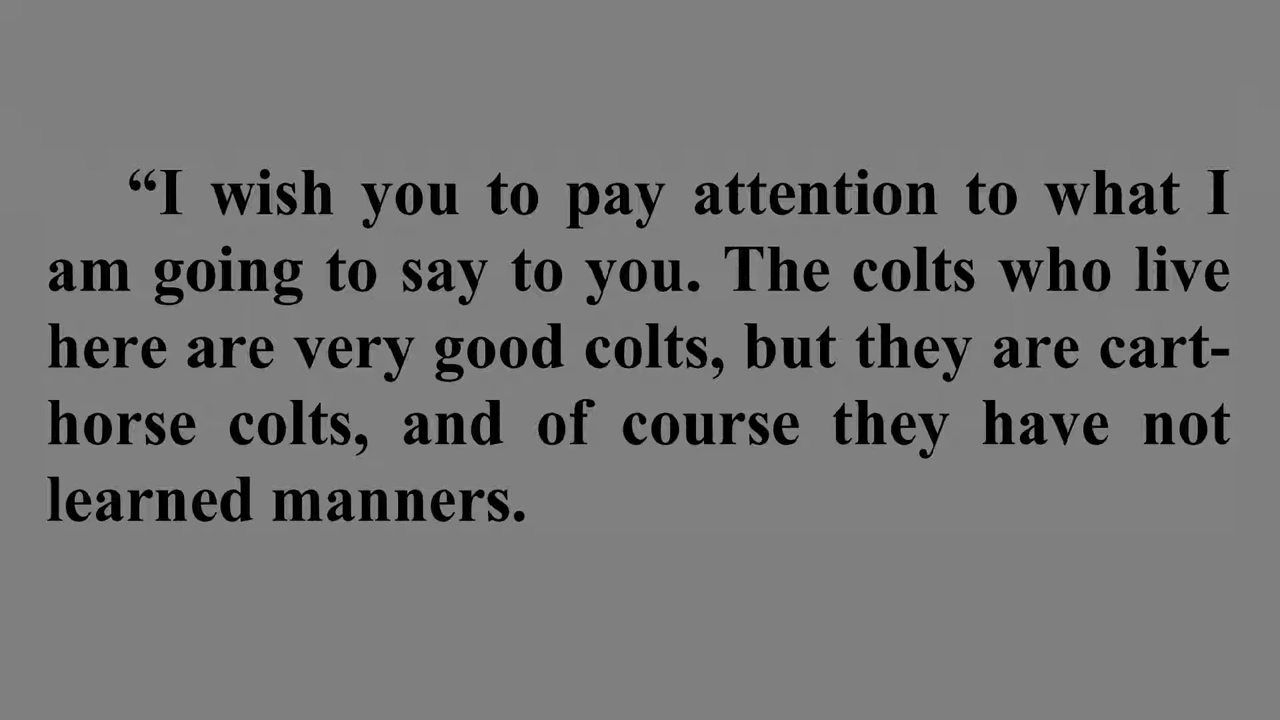 “I wish you to pay attention to what I
am going to say to you. The colts who live
here are very good colts, but they are cart-
horse colts, and of course they have not
learned manners.